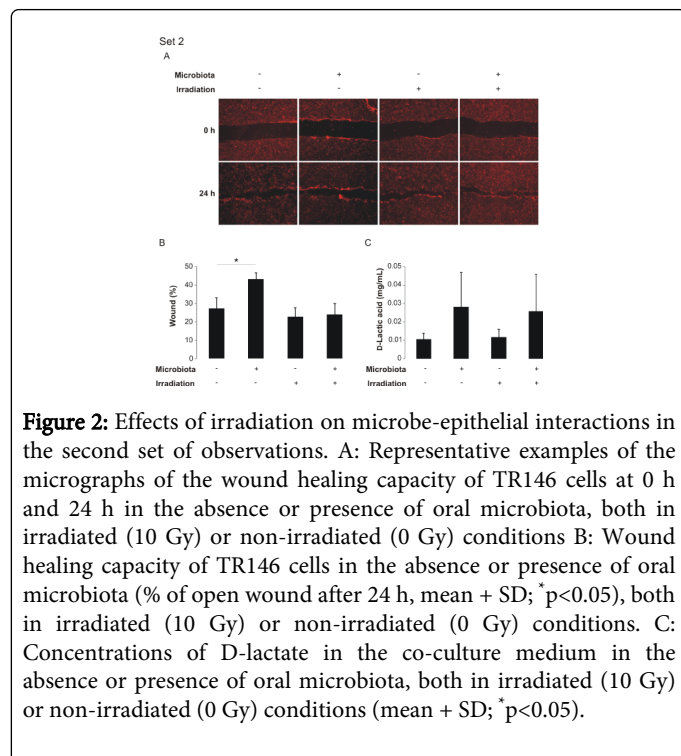 Set 2
A
Microbiota - + - +
Irradiation - - + +
0 h
24 h
B
*
Wound (%)
50
40
30
20
10
0
Microbiota - + - +
Irradiation - - + +
C
D-Lactic acid (mg/mL)
0.05
0.04
0.03
0.02
0.01
0
Microbiota - + - +
Irradiation - - + +
Figure 2: Effects of irradiation on microbe-epithelial interactions in
the second set of observations. A: Representative examples of the
micrographs of the wound healing capacity of TR146 cells at 0 h
and 24 h in the absence or presence of oral microbiota, both in
irradiated (10 Gy) or non-irradiated (0 Gy) conditions B: Wound
healing capacity of TR146 cells in the absence or presence of oral
microbiota (% of open wound after 24 h, mean + SD; *p<0.05), both
in irradiated (10 Gy) or non-irradiated (0 Gy) conditions. C:
Concentrations of D-lactate in the co-culture medium in the
absence or presence of oral microbiota, both in irradiated (10 Gy)
or non-irradiated (0 Gy) conditions (mean + SD; *p<0.05).